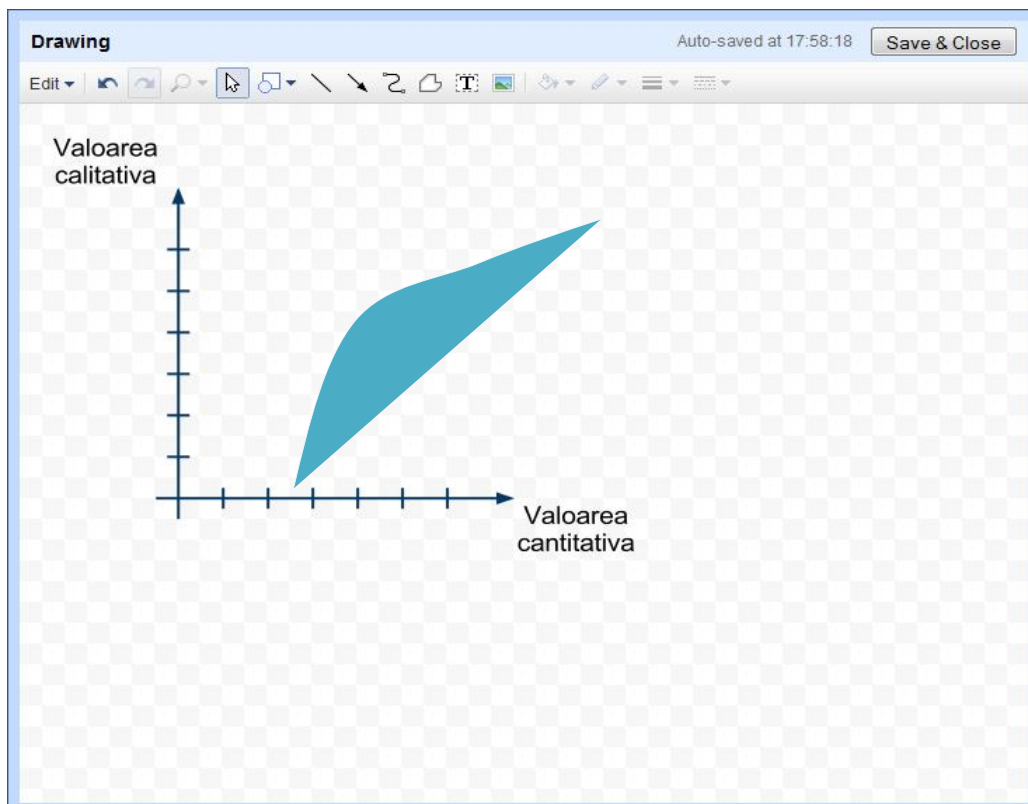 Drawing
Auto-saved at 17:58:18
Save & Close
Edit
T
Valoarea
calitativa
Valoarea
cantitativa